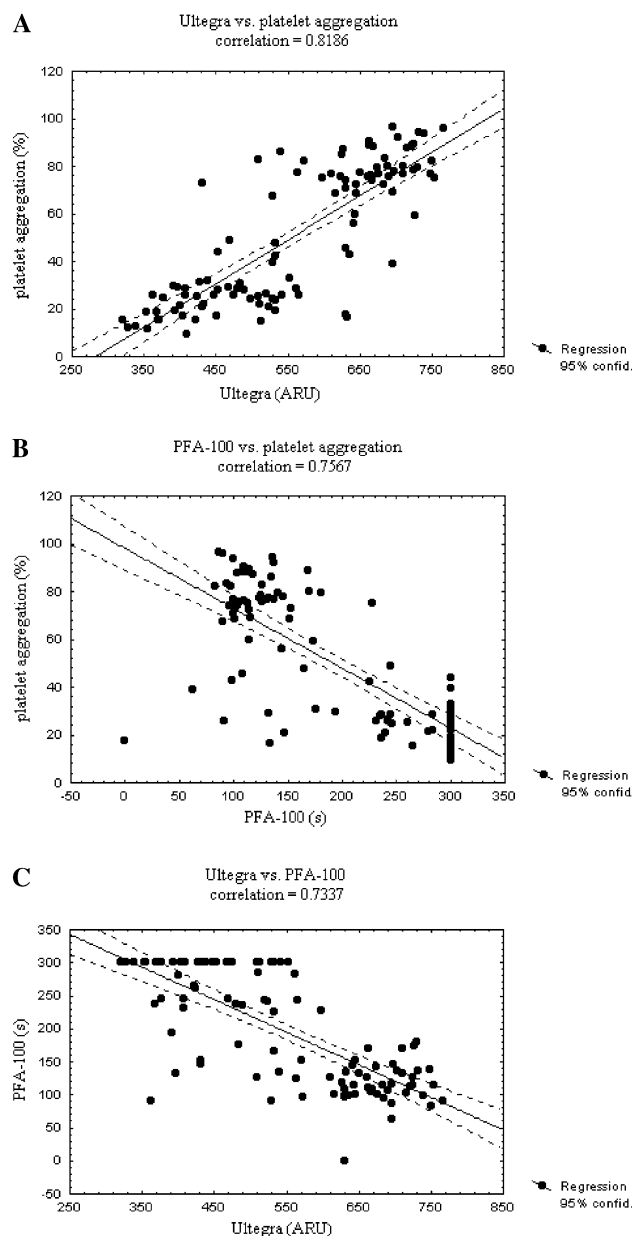 A
Ultegra vs. platelet aggregation
correlation = 0.8186
120
100
80
60
40
20
0
platelet aggregation (%)
250 350 450 550 650 750 850
Ultegra (ARU)
Regression
95% confid.
B
PFA-100 vs. platelet aggregation
correlation = 0.7567
120
100
80
60
40
20
0
platelet aggregation (%)
-50 0 50 100 150 200 250 300 350
PFA-100 (s)
Regression
95% confid.
C
Ultegra vs. PFA-100
correlation = 0.7337
350
300
250
200
150
100
50
0
-50
PFA-100 (s)
250 350 450 550 650 750 850
Ultegra (ARU)
Regression
95% confid.